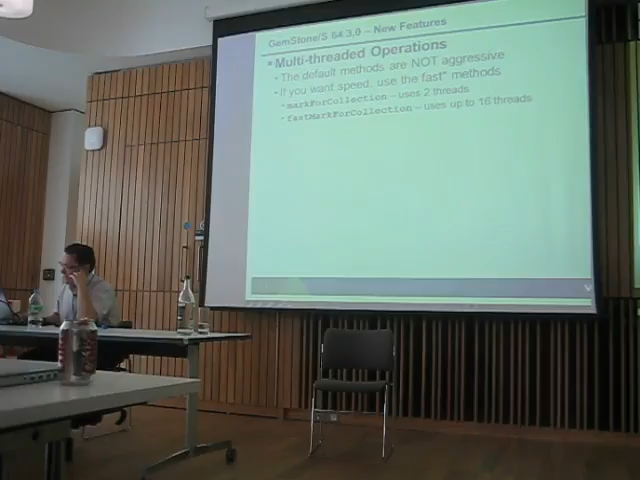 GemStone/S 64 3.0 – New Features
▪ Multi-threaded Operations
• The default methods are NOT aggressive
• If you want speed, use the fast* methods
• markForCollection – uses 2 threads
• fastMarkForCollection – uses up to 16 threads